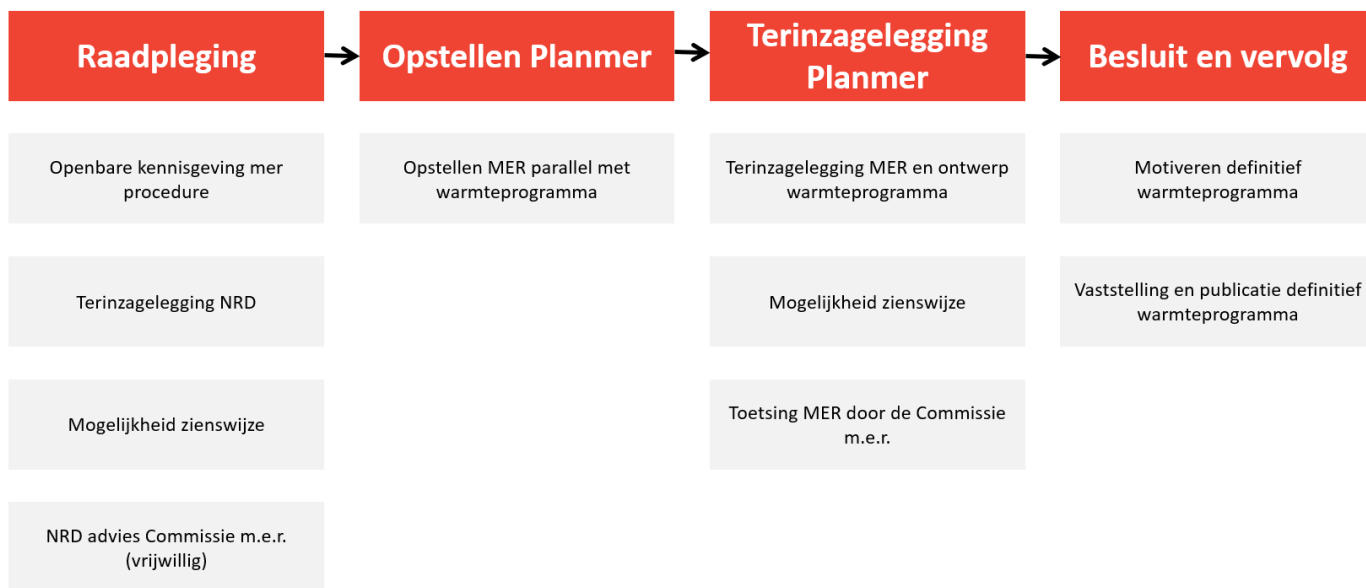 Raadpleging
Openbare kennisgeving mer
procedure
Terinzagelegging NRD
Mogelijkheid zienswijze
NRD advies Commissie m.e.r.
(vrijwillig)
Opstellen Planmer
Opstellen MER parallel met
warmteprogramma
Terinzagelegging
Planmer
Terinzagelegging MER en ontwerp
warmteprogramma
Mogelijkheid zienswijze
Toetsing MER door de Commissie
m.e.r.
Besluit en vervolg
Motiveren definitief
warmteprogramma
Vaststelling en publicatie definitief
warmteprogramma